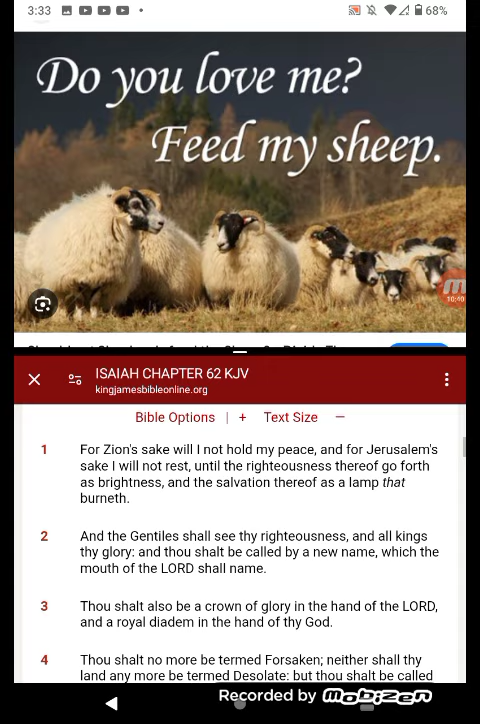 3:33
68%
Do you love me?
Feed my sheep.
10:40
ISAIAH CHAPTER 62 KJV
kingjamesbibleonline.org
Bible Options | + Text Size −
1 For Zion's sake will I not hold my peace, and for Jerusalem's
sake I will not rest, until the righteousness thereof go forth
as brightness, and the salvation thereof as a lamp that
burneth.
2 And the Gentiles shall see thy righteousness, and all kings
thy glory: and thou shalt be called by a new name, which the
mouth of the LORD shall name.
3 Thou shalt also be a crown of glory in the hand of the LORD,
and a royal diadem in the hand of thy God.
4 Thou shalt no more be termed Forsaken; neither shall thy
land any more be termed Desolate: but thou shalt be called
Recorded by Mobizen